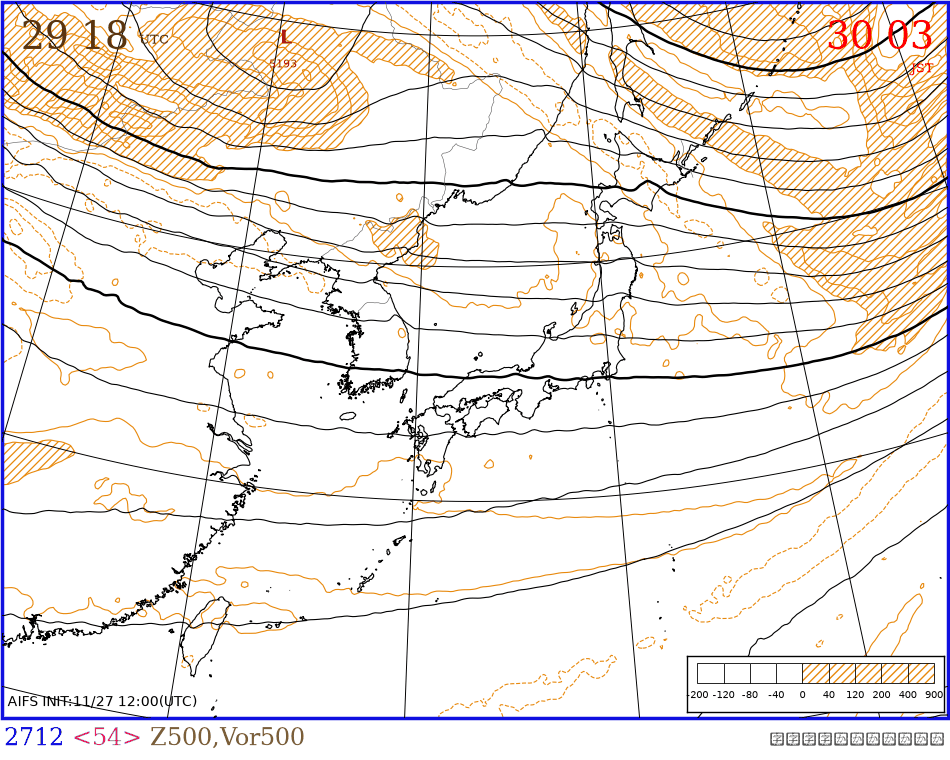 29 18 UTC
30 03
JST
L
5193
-200 -120 -80 -40 0 40 120 200 400 900
AIFS INIT:11/27 12:00(UTC)
2712 <54> Z500,Vor500